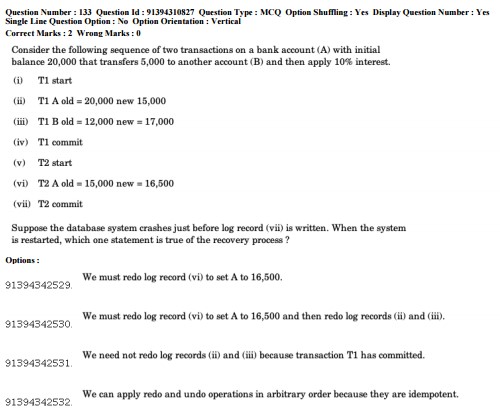 Question Number : 133 Question Id : 91394310827 Question Type : MCQ Option Shuffling : Yes Display Question Number : Yes
Single Line Question Option : No Option Orientation : Vertical
Correct Marks : 2 Wrong Marks : 0
Consider the following sequence of two transactions on a bank account (A) with initial
balance 20,000 that transfers 5,000 to another account (B) and then apply 10% interest.
(i) T1 start
(ii) T1 A old = 20,000 new 15,000
(iii) T1 B old = 12,000 new = 17,000
(iv) T1 commit
(v) T2 start
(vi) T2 A old = 15,000 new = 16,500
(vii) T2 commit
Suppose the database system crashes just before log record (vii) is written. When the system
is restarted, which one statement is true of the recovery process ?
Options :
We must redo log record (vi) to set A to 16,500.
91394342529.
We must redo log record (vi) to set A to 16,500 and then redo log records (ii) and (iii).
91394342530.
We need not redo log records (ii) and (iii) because transaction T1 has committed.
91394342531.
We can apply redo and undo operations in arbitrary order because they are idempotent.
91394342532.